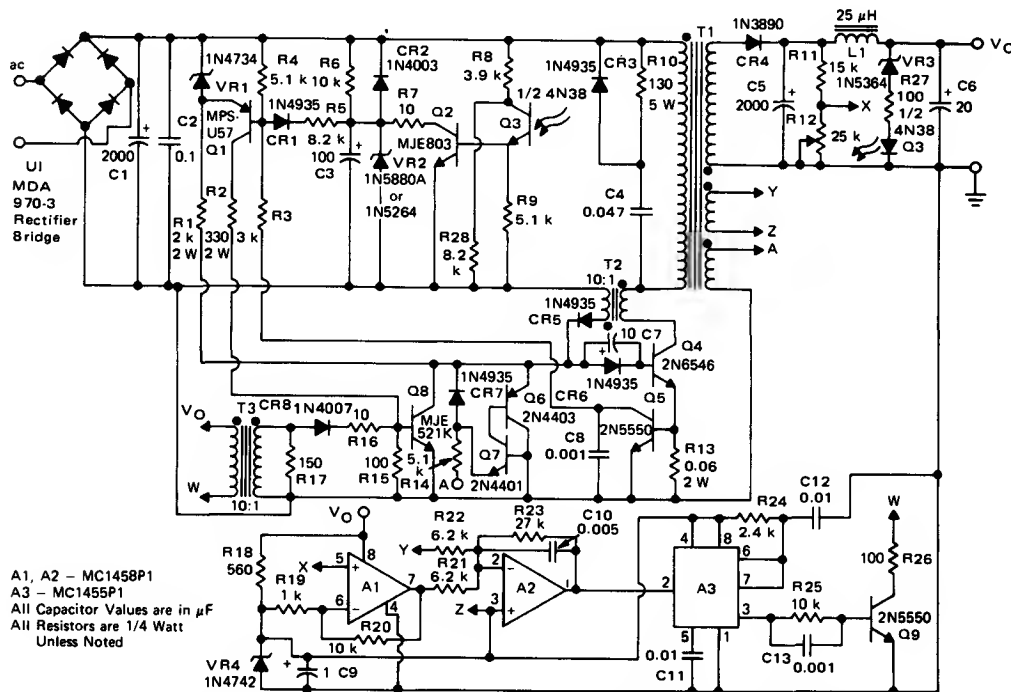 ac
UI
MDA
970-3
Rectifier
Bridge
+
2000
C1
C2
0.1
1N4734
VR1
MPS-
U57
Q1
R1
2 k
2 W
R2
330
2 W
R4
5.1 k
1N4935
CR1
R3
3 k
R6
10 k
R5
8.2 k
+
100
C3
CR2
1N4003
R7
10
Q2
MJE803
VR2
1N5880A
or
1N5264
R8
3.9 k
1/2 4N38
Q3
R9
5.1 k
R28
8.2
k
1N4935
CR3
R10
130
5 W
C4
0.047
T1
1N3890
CR4
C5
2000
+
R11
15 k
X
R12
25 k
25 μH
L1
VR3
1N5364
R27
100
1/2
4N38
Q3
+
C6
20
VO
Y
Z
A
T2
10:1
1N4935
CR5
10
C7
+
1N4935
CR6
Q4
2N6546
Q5
2N5550
C8
0.001
R13
0.06
2 W
Q8
MJE
521K
1N4935
CR7
Q6
2N4403
Q7
2N4401
5.1
k
R14
A
VO
T3
CR8
1N4007
10
R16
150
R17
100
R15
W
10:1
VO
R18
560
X
R19
1 k
5
+
A1
8
7
6
–
4
R20
10 k
VR4
1N4742
+
1
C9
Y
R22
6.2 k
R21
6.2 k
R23
27 k
C10
0.005
2
–
A2
1
3
+
Z
4
8
R24
2.4 k
C12
0.01
6
7
2
A3
3
5
1
0.01
C11
R25
10 k
C13
0.001
W
100
R26
2N5550
Q9
A1, A2 – MC1458P1
A3 – MC1455P1
All Capacitor Values are in μF
All Resistors are 1/4 Watt
Unless Noted